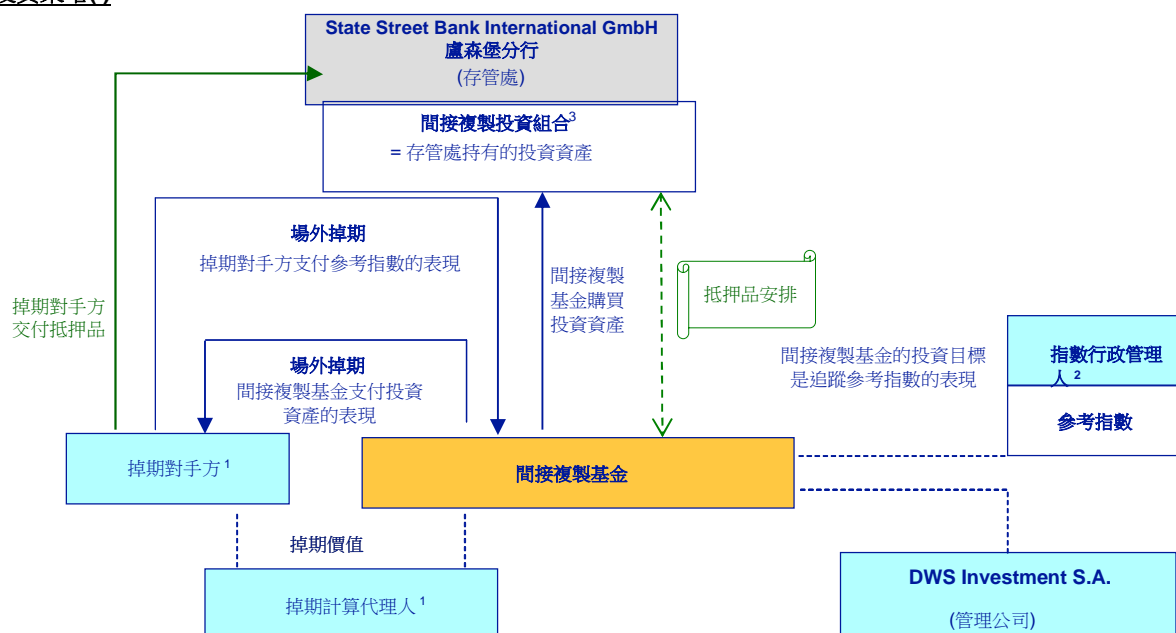 State Street Bank International GmbH
盧森堡分行
(存管處)
間接複製投資組合3
= 存管處持有的投資資產
場外掉期
掉期對手方支付參考指數的表現
間接複製
基金購買
投資資產
抵押品安排
掉期對手方
交付抵押品
場外掉期
間接複製基金支付投資
資產的表現
間接複製基金的投資目標
是追蹤參考指數的表現
指數行政管理
人 2
參考指數
掉期對手方 1
間接複製基金
掉期價值
掉期計算代理人 1
DWS Investment S.A.
(管理公司)